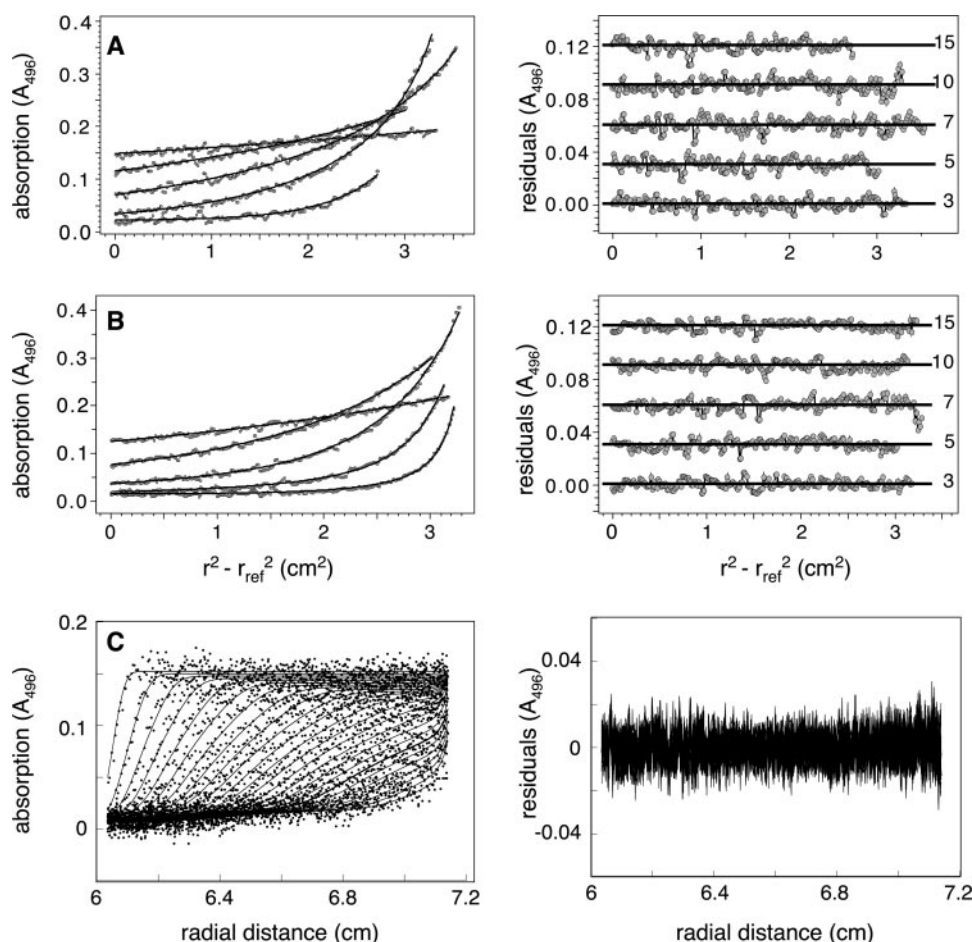 A
absorption (A496)
0.4
0.3
0.2
0.1
0.0
0 1 2 3
residuals (A496)
0.12
0.08
0.04
0.00
15
10
7
5
3
0 1 2 3
B
absorption (A496)
0.4
0.3
0.2
0.1
0.0
0 1 2 3
r2 - rref2 (cm2)
residuals (A496)
0.12
0.08
0.04
0.00
15
10
7
5
3
0 1 2 3
r2 - rref2 (cm2)
C
absorption (A496)
0.2
0.1
0
6 6.4 6.8 7.2
radial distance (cm)
residuals (A496)
0.04
0
-0.04
6 6.4 6.8 7.2
radial distance (cm)